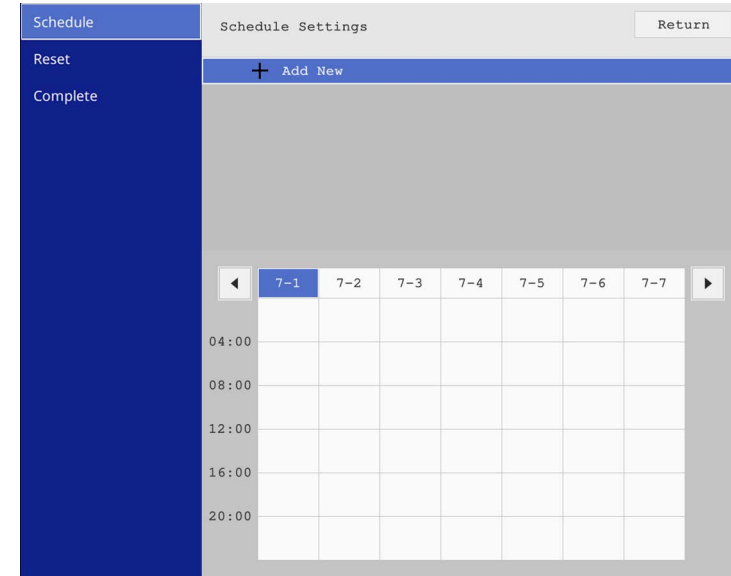 Schedule
Reset
Complete
Schedule Settings
Return
+ Add New
7-1 7-2 7-3 7-4 7-5 7-6 7-7
04:00
08:00
12:00
16:00
20:00